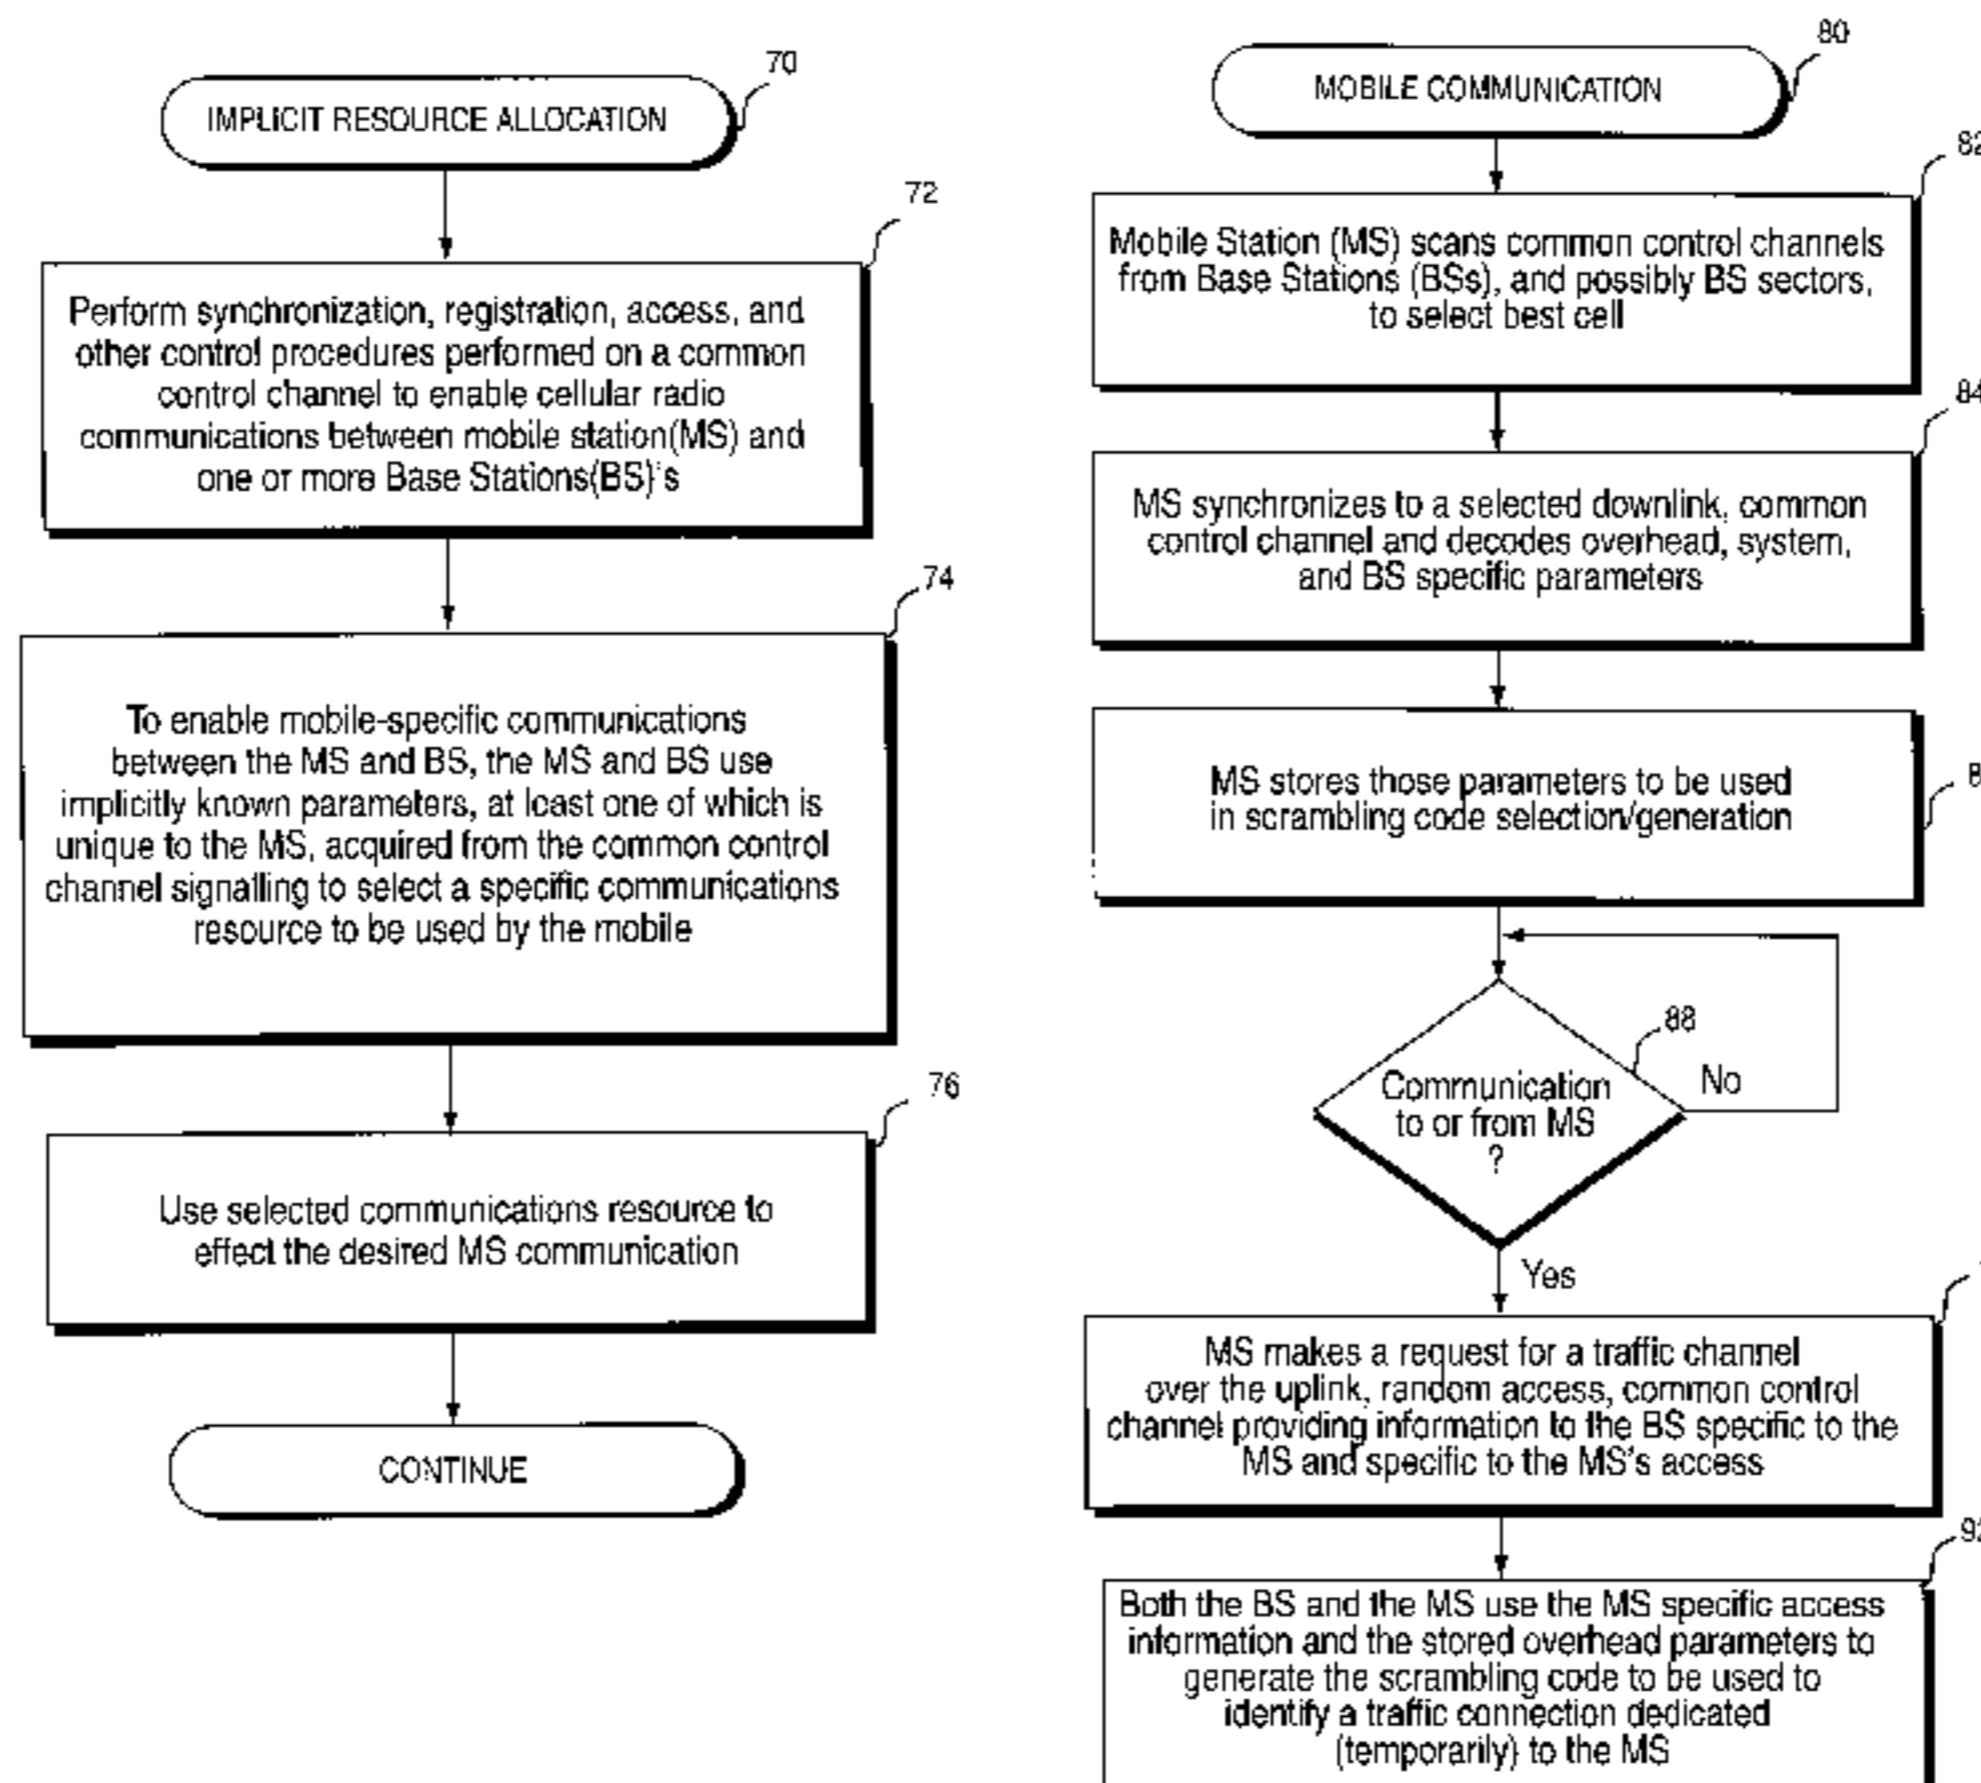 IMPLICIT RESOURCE ALLOCATION
70
72
Perform synchronization, registration, access, and
other control procedures performed on a common
control channel to enable cellular radio
communications between mobile station(MS) and
one or more Base Stations(BS)'s
74
To enable mobile-specific communications
between the MS and BS, the MS and BS use
implicitly known parameters, at least one of which is
unique to the MS, acquired from the common control
channel signalling to select a specific communications
resource to be used by the mobile
76
Use selected communications resource to
effect the desired MS communication
CONTINUE
80
MOBILE COMMUNICATION
82
Mobile Station (MS) scans common control channels
from Base Stations (BSs), and possibly BS sectors,
to select best cell
84
MS synchronizes to a selected downlink, common
control channel and decodes overhead, system,
and BS specific parameters
8
MS stores those parameters to be used
in scrambling code selection/generation
88
Communication
to or from MS
?
No
Yes
MS makes a request for a traffic channel
over the uplink, random access, common control
channel providing information to the BS specific to the
MS and specific to the MS's access
92
Both the BS and the MS use the MS specific access
information and the stored overhead parameters to
generate the scrambling code to be used to
identify a traffic connection dedicated
(temporarily) to the MS